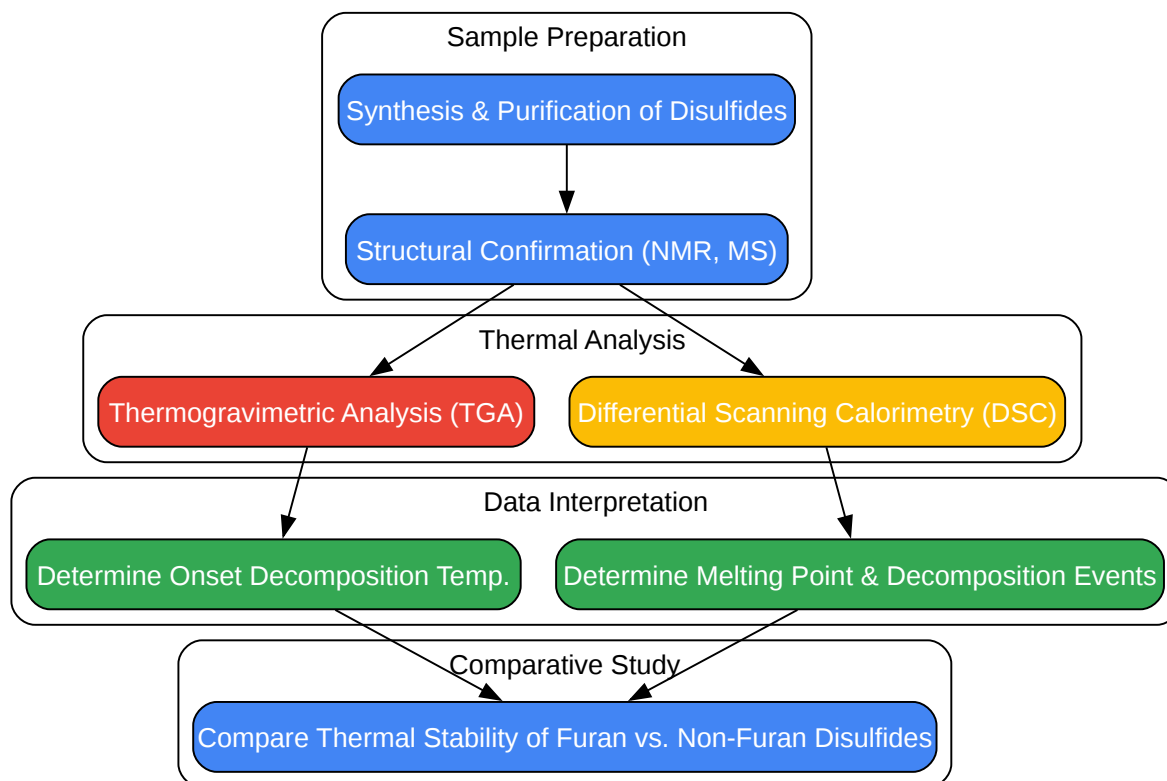 Sample Preparation
Synthesis & Purification of Disulfides
Structural Confirmation (NMR, MS)
Thermal Analysis
Thermogravimetric Analysis (TGA)
Differential Scanning Calorimetry (DSC)
Data Interpretation
Determine Onset Decomposition Temp.
Determine Melting Point & Decomposition Events
Comparative Study
Compare Thermal Stability of Furan vs. Non-Furan Disulfides